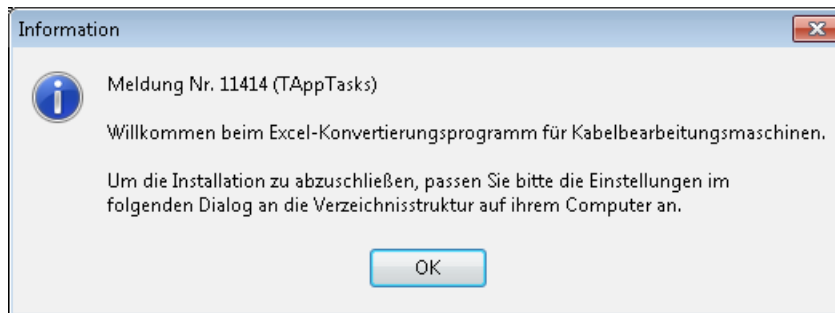 Information
Meldung Nr. 11414 (TAppTasks)
Willkommen beim Excel-Konvertierungsprogramm für Kabelbearbeitungsmaschinen.
Um die Installation zu abzuschließen, passen Sie bitte die Einstellungen im
folgenden Dialog an die Verzeichnisstruktur auf ihrem Computer an.
OK